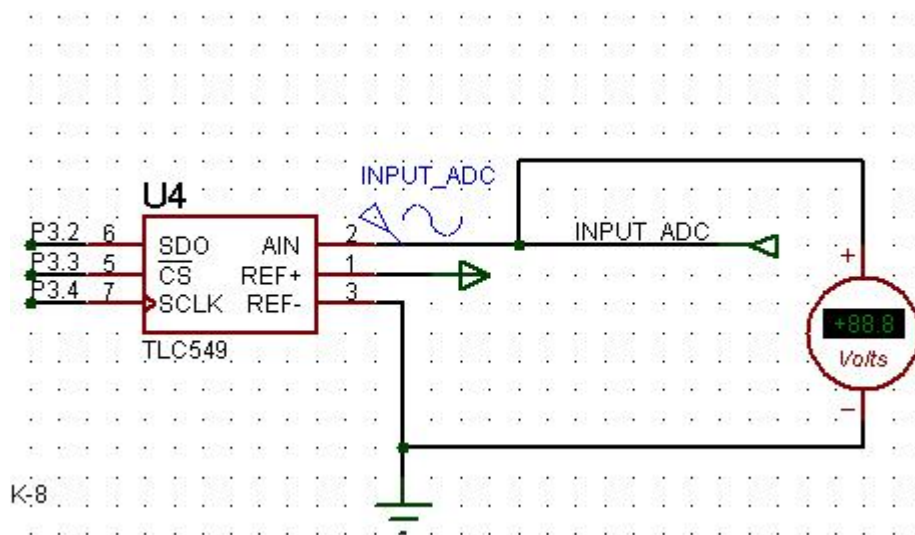 INPUT_ADC
U4
P3.2 6 SDO AIN 2 INPUT_ADC
P3.3 5 CS REF+ 1
P3.4 7 SCLK REF- 3
TLC549
+
+88.8
Volts
−
K-8